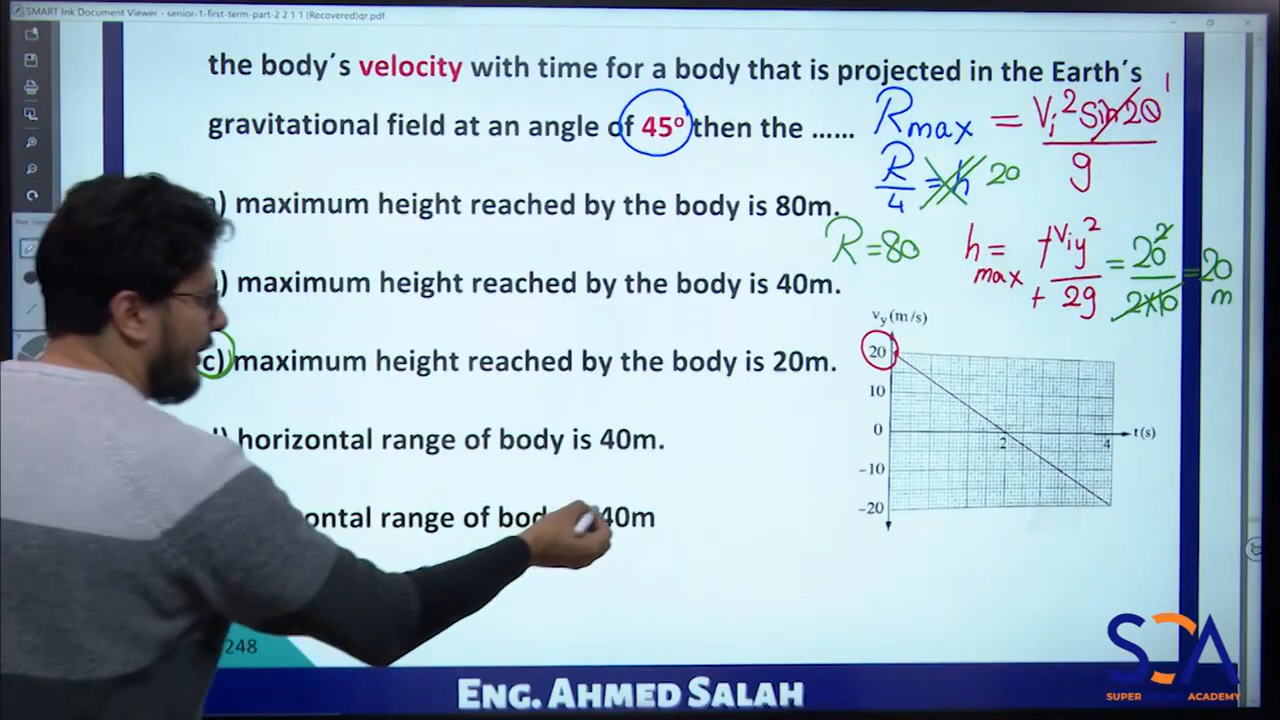 SMART Ink Document Viewer - senior-1-first-term-part-2 2 1 1 (Recovered)qr.pdf
the body´s velocity with time for a body that is projected in the Earth´s
gravitational field at an angle of 45° then the ......
) maximum height reached by the body is 80m.
) maximum height reached by the body is 40m.
c) maximum height reached by the body is 20m.
) horizontal range of body is 40m.
ontal range of bod 40m
Rmax = Vi² Sin2θ / g
1
R/4 = h 20
R = 80
h max = + Viy² / + 2g = 20² / 2×10 = 20 m
vy (m/s)
20
10
0
-10
-20
2
4
t(s)
248
ENG. AHMED SALAH
SCA
SUPER ACADEMY